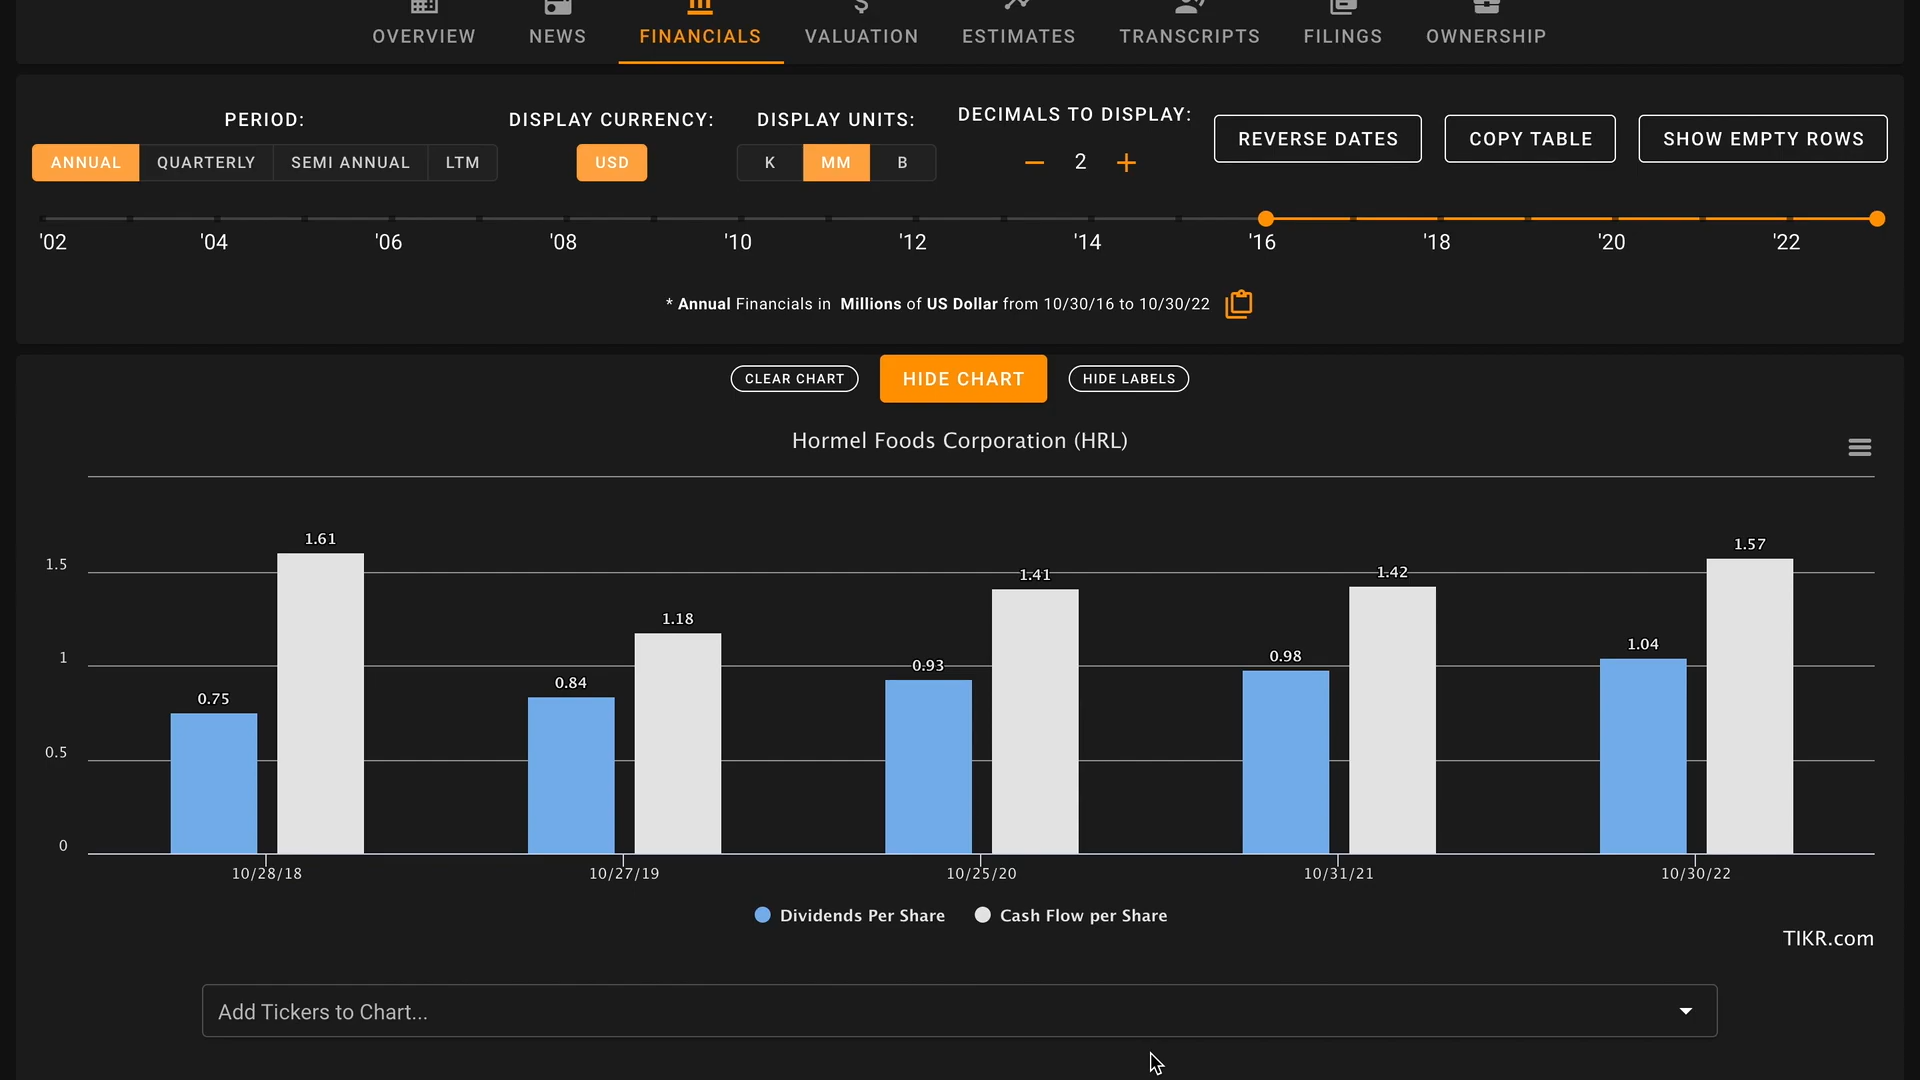 OVERVIEW NEWS FINANCIALS VALUATION ESTIMATES TRANSCRIPTS FILINGS OWNERSHIP
PERIOD: DISPLAY CURRENCY: DISPLAY UNITS: DECIMALS TO DISPLAY:
ANNUAL QUARTERLY SEMI ANNUAL LTM USD K MM B − 2 + REVERSE DATES COPY TABLE SHOW EMPTY ROWS
'02 '04 '06 '08 '10 '12 '14 '16 '18 '20 '22
* Annual Financials in Millions of US Dollar from 10/30/16 to 10/30/22
CLEAR CHART HIDE CHART HIDE LABELS
Hormel Foods Corporation (HRL)
1.61 1.57
1.5 1.41 1.42
1.18
1 0.93 0.98 1.04
0.75 0.84
0.5
0
10/28/18 10/27/19 10/25/20 10/31/21 10/30/22
Dividends Per Share Cash Flow per Share
TIKR.com
Add Tickers to Chart...